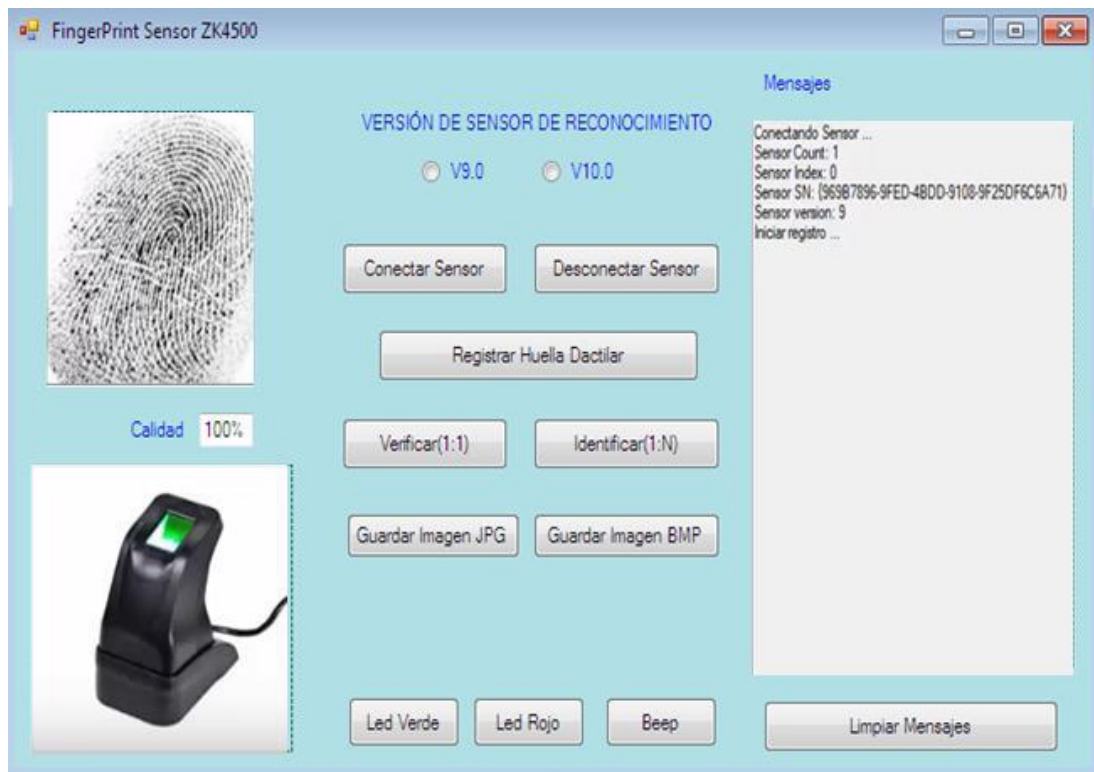 FingerPrint Sensor ZK4500
Mensajes
VERSIÓN DE SENSOR DE RECONOCIMIENTO
V9.0 V10.0
Conectando Sensor ...
Sensor Count: 1
Sensor Index: 0
Sensor SN: {969B7896-9FED-4BDD-9108-9F25DF6C6A71}
Sensor version: 9
Iniciar registro ...
Conectar Sensor Desconectar Sensor
Registrar Huella Dactilar
Calidad 100%
Verificar(1:1) Identificar(1:N)
Guardar Imagen JPG Guardar Imagen BMP
Led Verde Led Rojo Beep
Limpiar Mensajes